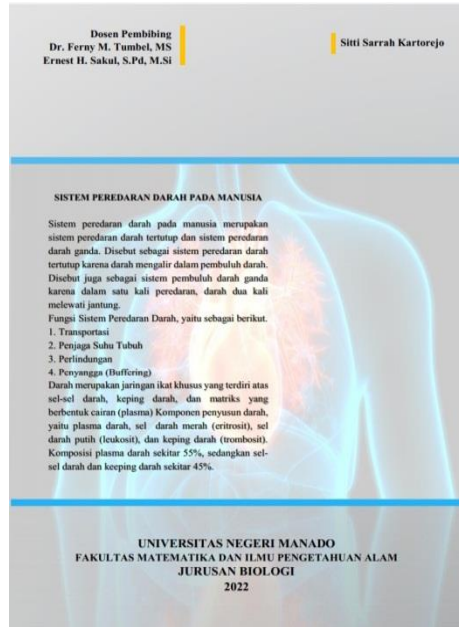 Dosen Pembibing
Dr. Ferny M. Tumbel, MS
Ernest H. Sakul, S.Pd, M.Si
Sitti Sarrah Kartorejo
SISTEM PEREDARAN DARAH PADA MANUSIA
Sistem peredaran darah pada manusia merupakan
sistem peredaran darah tertutup dan sistem peredaran
darah ganda. Disebut sebagai sistem peredaran darah
tertutup karena darah mengalir dalam pembuluh darah.
Disebut juga sebagai sistem pembuluh darah ganda
karena dalam satu kali peredaran, darah dua kali
melewati jantung.
Fungsi Sistem Peredaran Darah, yaitu sebagai berikut.
1. Transportasi
2. Penjaga Suhu Tubuh
3. Perlindungan
4. Penyangga (Buffering)
Darah merupakan jaringan ikat khusus yang terdiri atas
sel-sel darah, keping darah, dan matriks yang
berbentuk cairan (plasma) Komponen penyusun darah,
yaitu plasma darah, sel darah merah (eritrosit), sel
darah putih (leukosit), dan keping darah (trombosit).
Komposisi plasma darah sekitar 55%, sedangkan sel-
sel darah dan keeping darah sekitar 45%.
UNIVERSITAS NEGERI MANADO
FAKULTAS MATEMATIKA DAN ILMU PENGETAHUAN ALAM
JURUSAN BIOLOGI
2022